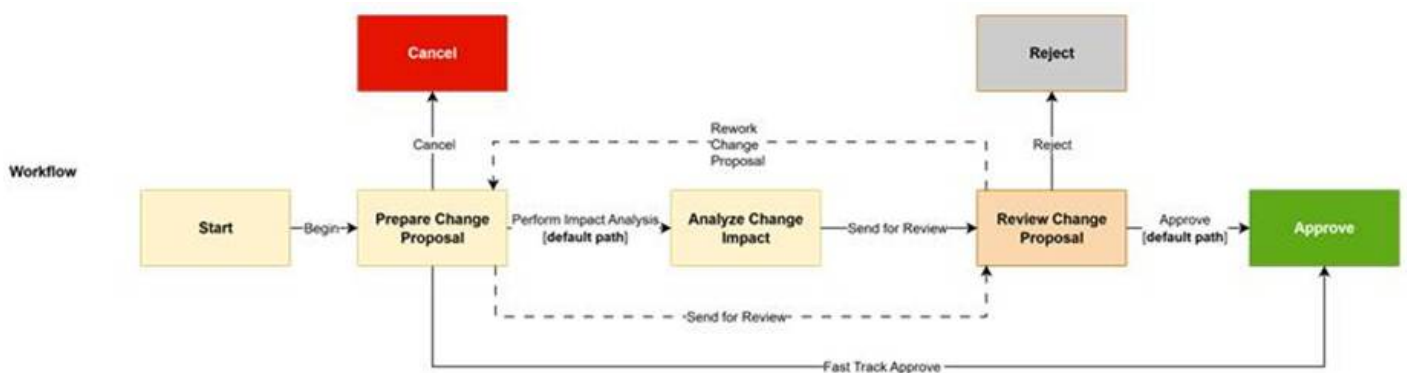 Cancel
Reject
Cancel
Rework
Change
Proposal
Reject
Workflow
Start
Begin
Prepare Change
Proposal
Perform Impact Analysis
[default path]
Analyze Change
Impact
Send for Review
Review Change
Proposal
Approve
[default path]
Approve
Send for Review
Fast Track Approve